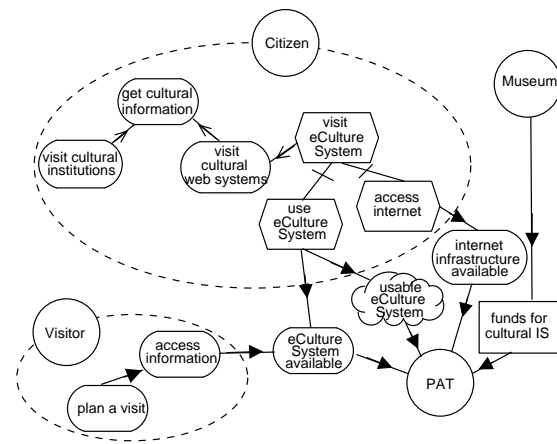 Citizen
Museum
get cultural
information
visit cultural
institutions
visit
cultural
web systems
visit
eCulture
System
access
internet
use
eCulture
System
internet
infrastructure
available
usable
eCulture
System
funds for
cultural IS
Visitor
access
information
eCulture
System
available
PAT
plan a visit